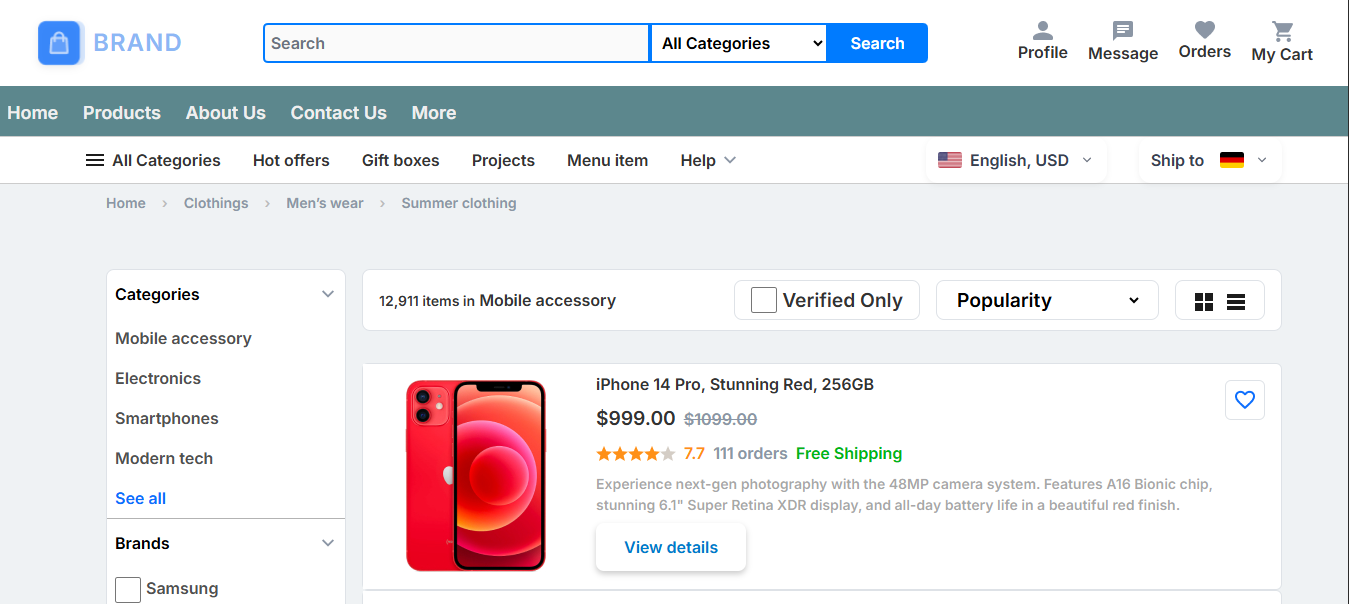 BRAND
Search
All Categories
Search
Profile
Message
Orders
My Cart
Home Products About Us Contact Us More
All Categories Hot offers Gift boxes Projects Menu item Help
English, USD
Ship to
Home > Clothings > Men's wear > Summer clothing
Categories
Mobile accessory
Electronics
Smartphones
Modern tech
See all
Brands
Samsung
12,911 items in Mobile accessory
Verified Only
Popularity
iPhone 14 Pro, Stunning Red, 256GB
$999.00 $1099.00
7.7 111 orders Free Shipping
Experience next-gen photography with the 48MP camera system. Features A16 Bionic chip,
stunning 6.1" Super Retina XDR display, and all-day battery life in a beautiful red finish.
View details